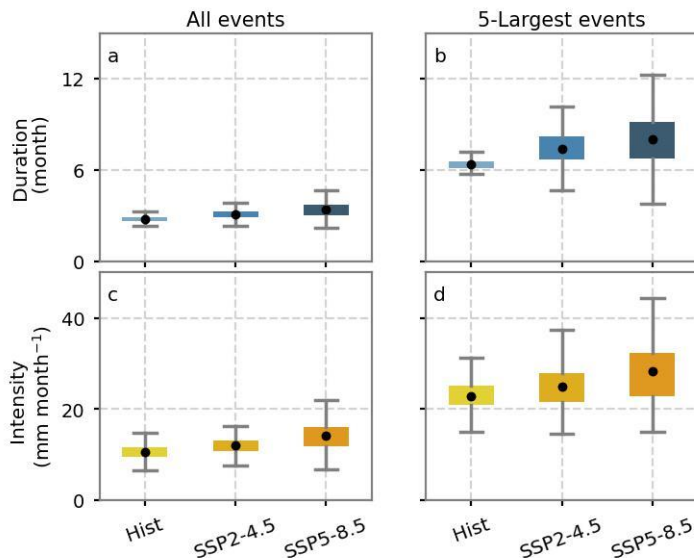 All events
5-Largest events
a
b
12
6
0
Duration
(month)
c
d
40
20
0
Intensity
(mm month⁻¹)
Hist
SSP2-4.5
SSP5-8.5
Hist
SSP2-4.5
SSP5-8.5